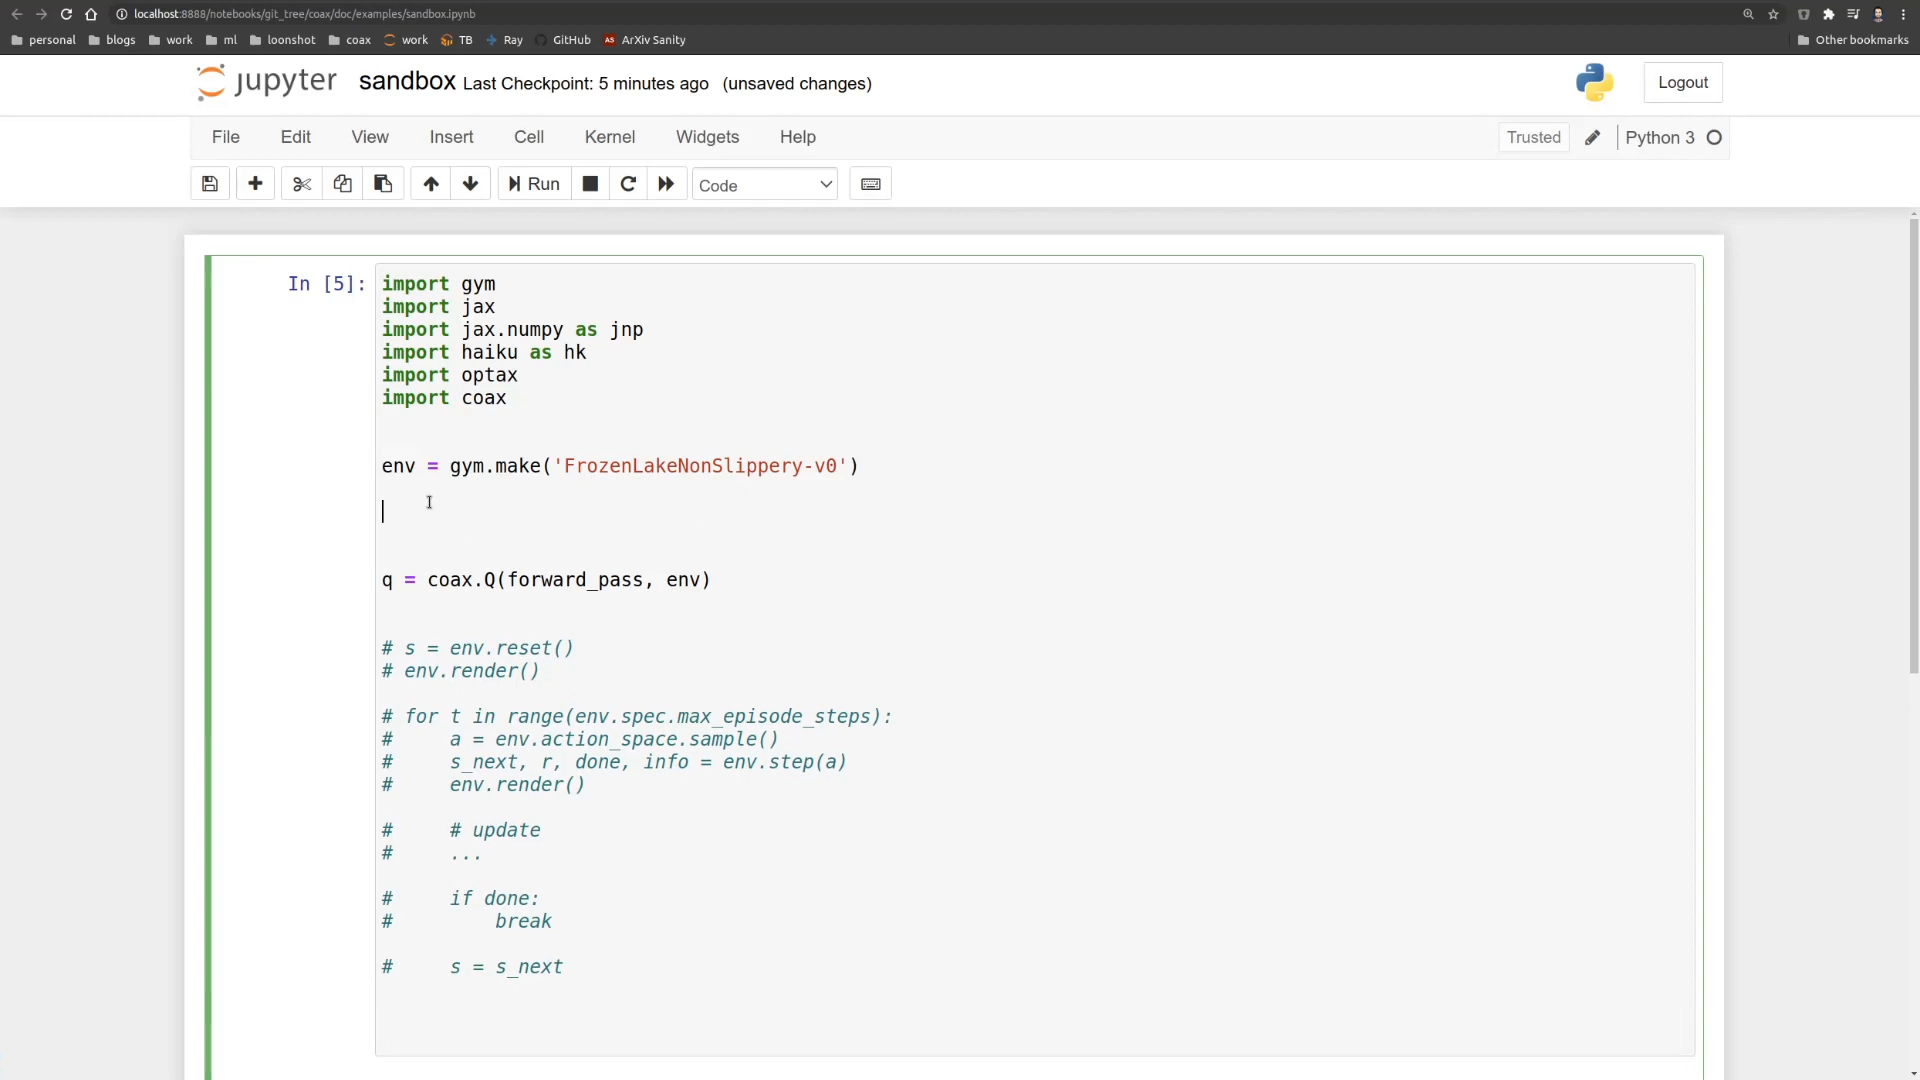 localhost:8888/notebooks/git_tree/coax/doc/examples/sandbox.ipynb
personal blogs work ml loonshot coax work TB Ray GitHub AS ArXiv Sanity Other bookmarks
jupyter sandbox Last Checkpoint: 5 minutes ago (unsaved changes) Logout
File Edit View Insert Cell Kernel Widgets Help Trusted Python 3
Run Code
In [5]: import gym
import jax
import jax.numpy as jnp
import haiku as hk
import optax
import coax
env = gym.make('FrozenLakeNonSlippery-v0')
q = coax.Q(forward_pass, env)
# s = env.reset()
# env.render()
# for t in range(env.spec.max_episode_steps):
#     a = env.action_space.sample()
#     s_next, r, done, info = env.step(a)
#     env.render()
#     # update
#     ...
#     if done:
#         break
#     s = s_next